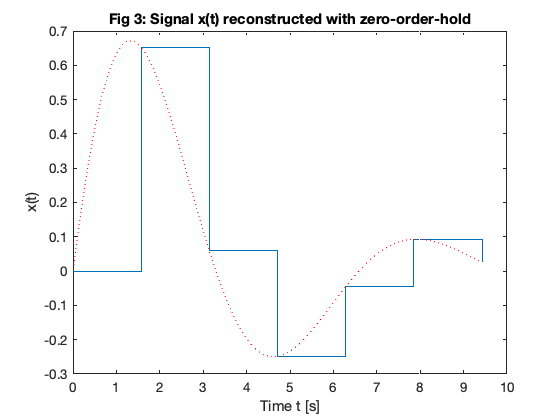 Fig 3: Signal x(t) reconstructed with zero-order-hold
0.7
0.6
0.5
0.4
0.3
0.2
0.1
0
-0.1
-0.2
-0.3
x(t)
0 1 2 3 4 5 6 7 8 9 10
Time t [s]